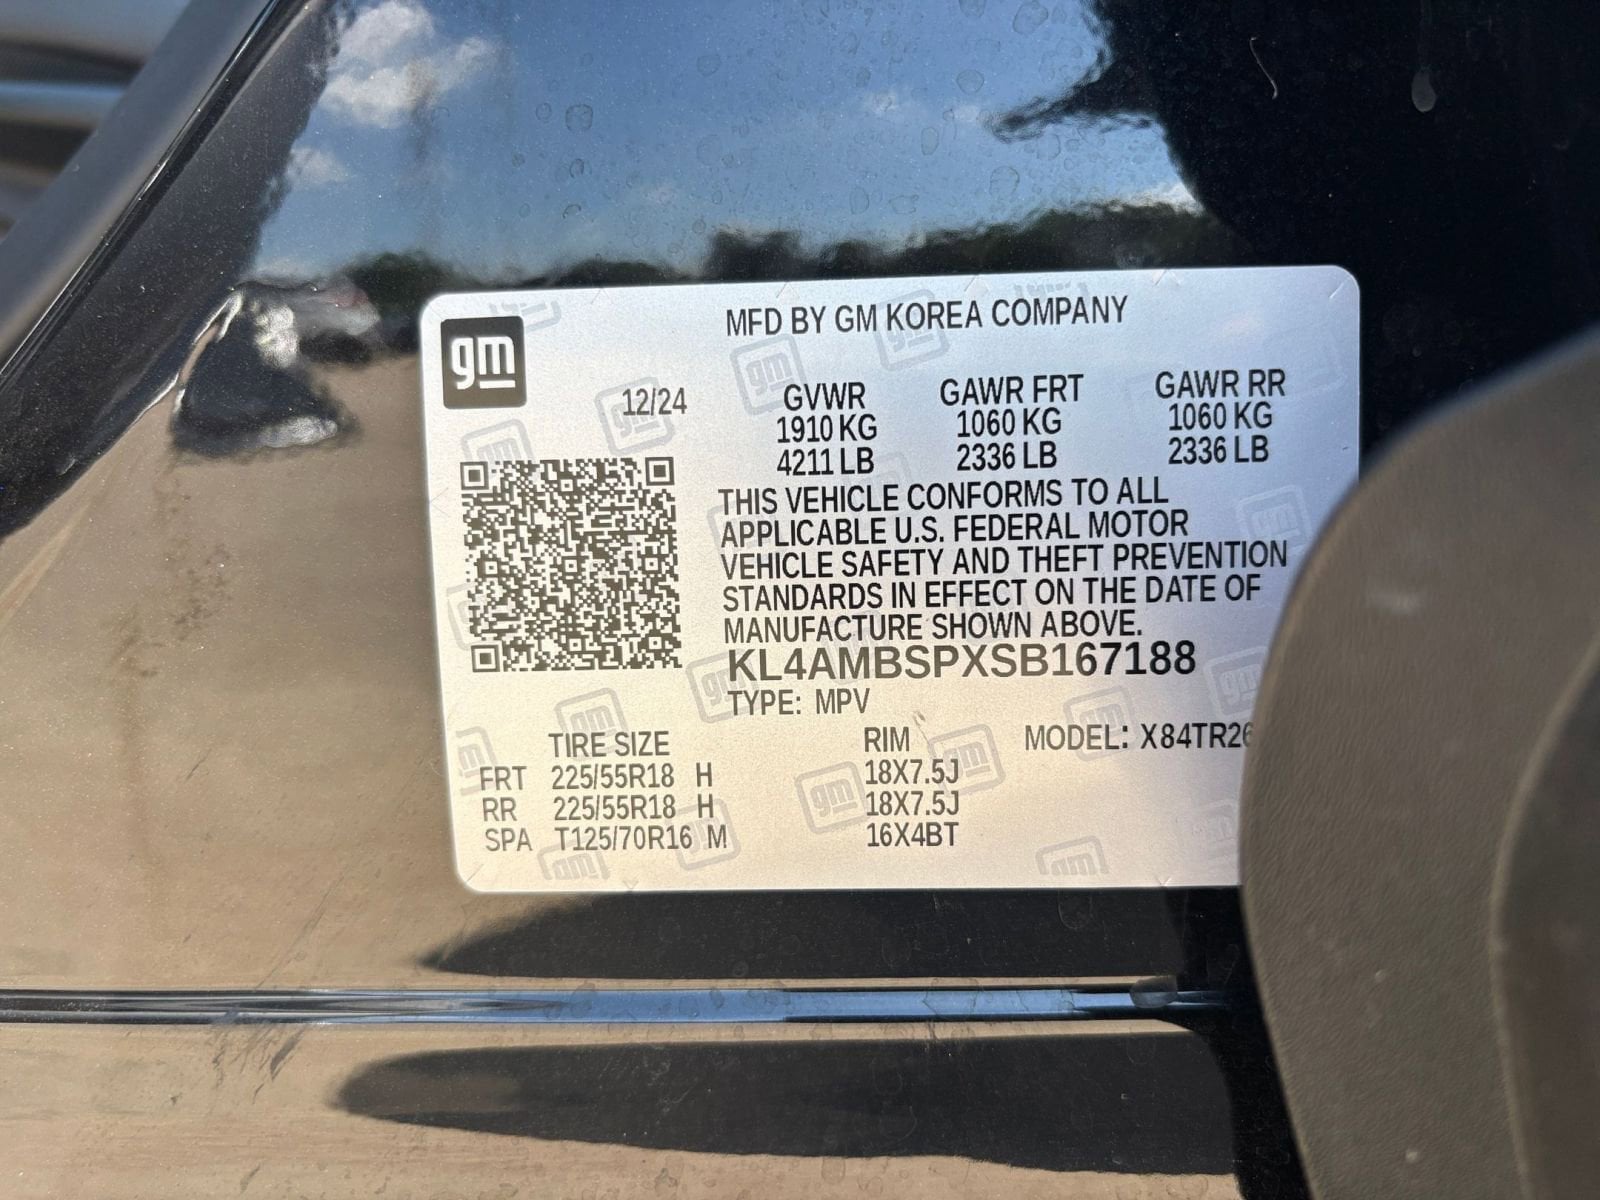 gm
MFD BY GM KOREA COMPANY
12/24
GVWR GAWR FRT GAWR RR
1910 KG 1060 KG 1060 KG
4211 LB 2336 LB 2336 LB
THIS VEHICLE CONFORMS TO ALL
APPLICABLE U.S. FEDERAL MOTOR
VEHICLE SAFETY AND THEFT PREVENTION
STANDARDS IN EFFECT ON THE DATE OF
MANUFACTURE SHOWN ABOVE.
KL4AMBSPXSB167188
TYPE: MPV
TIRE SIZE RIM MODEL: X84TR26
FRT 225/55R18 H 18X7.5J
RR 225/55R18 H 18X7.5J
SPA T125/70R16 M 16X4BT